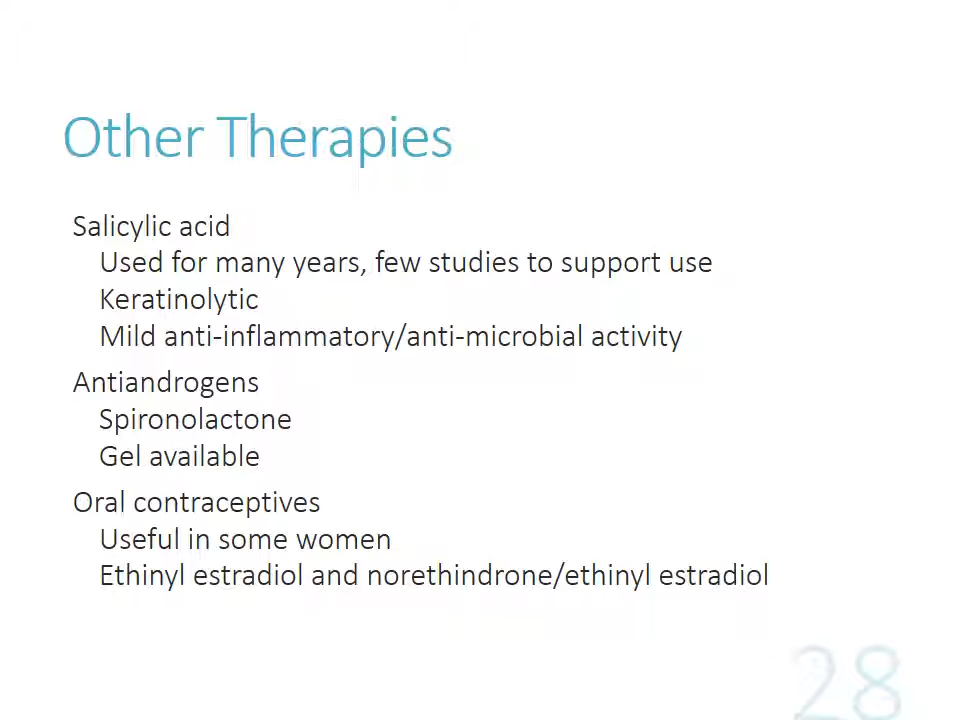 Other Therapies
Salicylic acid
Used for many years, few studies to support use
Keratinolytic
Mild anti-inflammatory/anti-microbial activity
Antiandrogens
Spironolactone
Gel available
Oral contraceptives
Useful in some women
Ethinyl estradiol and norethindrone/ethinyl estradiol
28